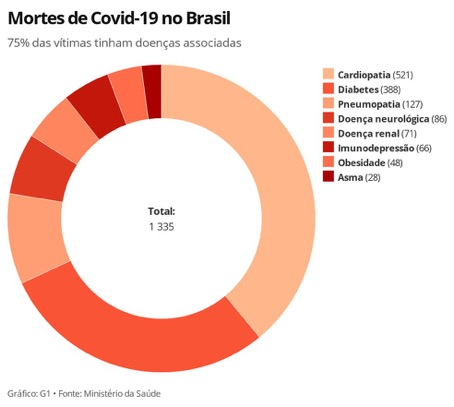 Mortes de Covid-19 no Brasil
75% das vítimas tinham doenças associadas
Cardiopatia (521)
Diabetes (388)
Pneumopatia (127)
Doença neurológica (86)
Doença renal (71)
Imunodepressão (66)
Obesidade (48)
Asma (28)
Total:
1 335
Gráfico: G1 • Fonte: Ministério da Saúde